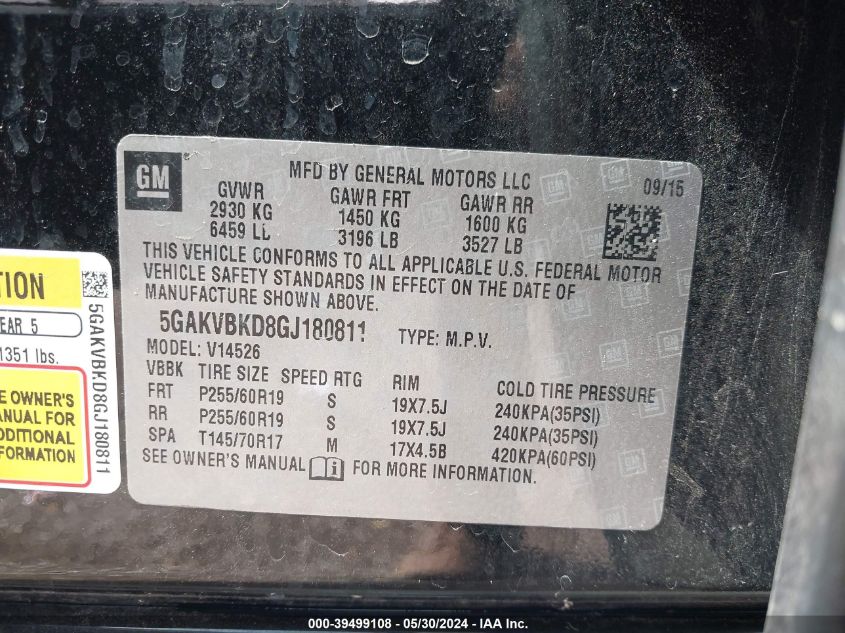 GM
MFD BY GENERAL MOTORS LLC
09/15
GVWR GAWR FRT GAWR RR
2930 KG 1450 KG 1600 KG
6459 LL 3196 LB 3527 LB
THIS VEHICLE CONFORMS TO ALL APPLICABLE U.S. FEDERAL MOTOR
VEHICLE SAFETY STANDARDS IN EFFECT ON THE DATE OF
MANUFACTURE SHOWN ABOVE.
5GAKVBKD8GJ180811 TYPE: M.P.V.
MODEL: V14526
VBBK TIRE SIZE SPEED RTG RIM COLD TIRE PRESSURE
FRT P255/60R19 S 19X7.5J 240KPA(35PSI)
RR P255/60R19 S 19X7.5J 240KPA(35PSI)
SPA T145/70R17 M 17X4.5B 420KPA(60PSI)
SEE OWNER'S MANUAL i FOR MORE INFORMATION.
TION
EAR 5
1351 lbs.
E OWNER'S
ANUAL FOR
DDITIONAL
ORMATION
5GAKVBKD8GJ180811
000-39499108 - 05/30/2024 - IAA Inc.